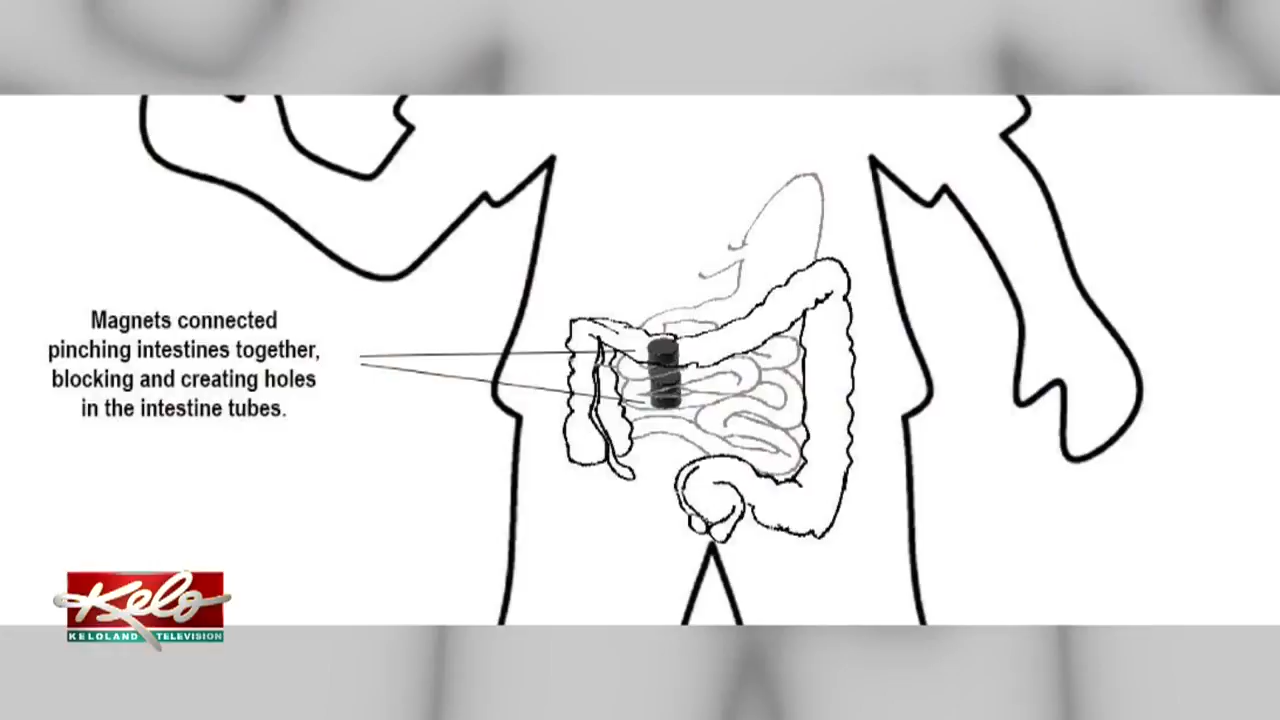 Magnets connected
pinching intestines together,
blocking and creating holes
in the intestine tubes.
Kelo
KELOLAND TELEVISION